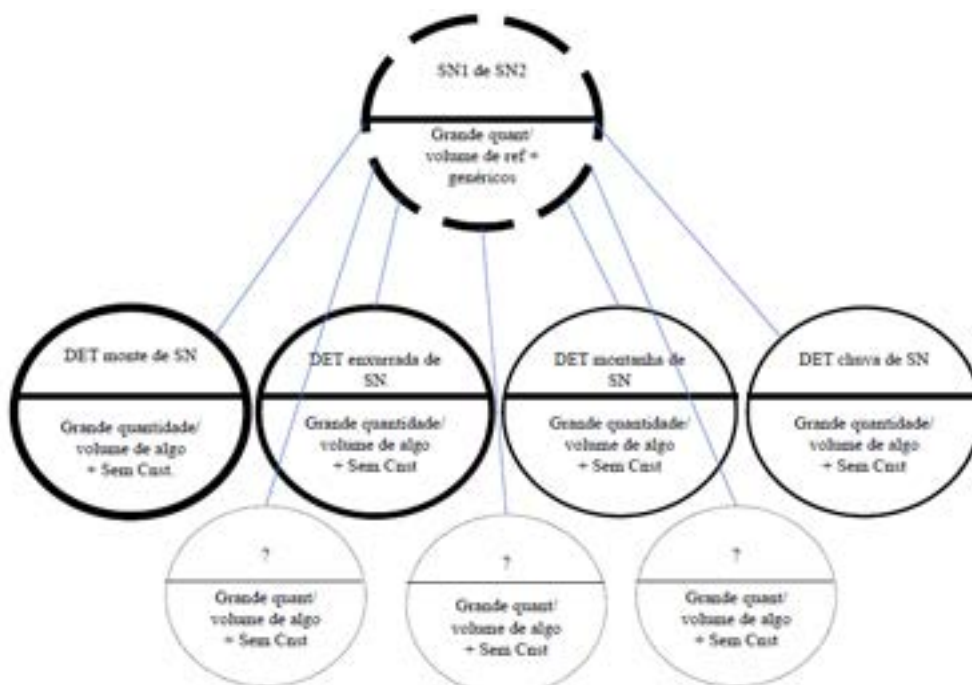 SN1 de SN2
Grande quant/
volume de ref +
genéricos
DET monte de SN
Grande quantidade/
volume de algo
+ Sem Cnst.
DET enxurrada de
SN
Grande quantidade/
volume de algo
+ Sem Cnst
DET montanha de
SN
Grande quantidade/
volume de algo
+ Sem Cnst
DET chuva de SN
Grande quantidade/
volume de algo
+ Sem Cnst
?
Grande quant/
volume de algo
+ Sem Cnst
?
Grande quant/
volume de algo
+ Sem Cnst
?
Grande quant/
volume de algo
+ Sem Cnst